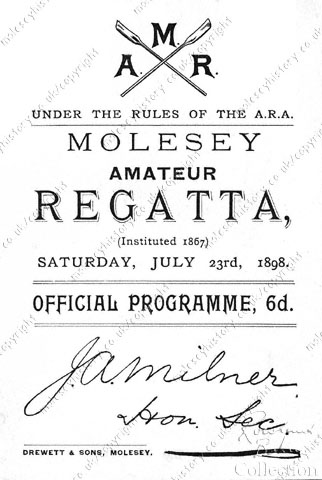 A. M. R.
UNDER THE RULES OF THE A.R.A.
MOLESEY
AMATEUR
REGATTA,
(Instituted 1867)
SATURDAY, JULY 23rd, 1898.
OFFICIAL PROGRAMME, 6d.
J.A. Milner.
Hon. Sec
DREWETT & SONS, MOLESEY.
Collection